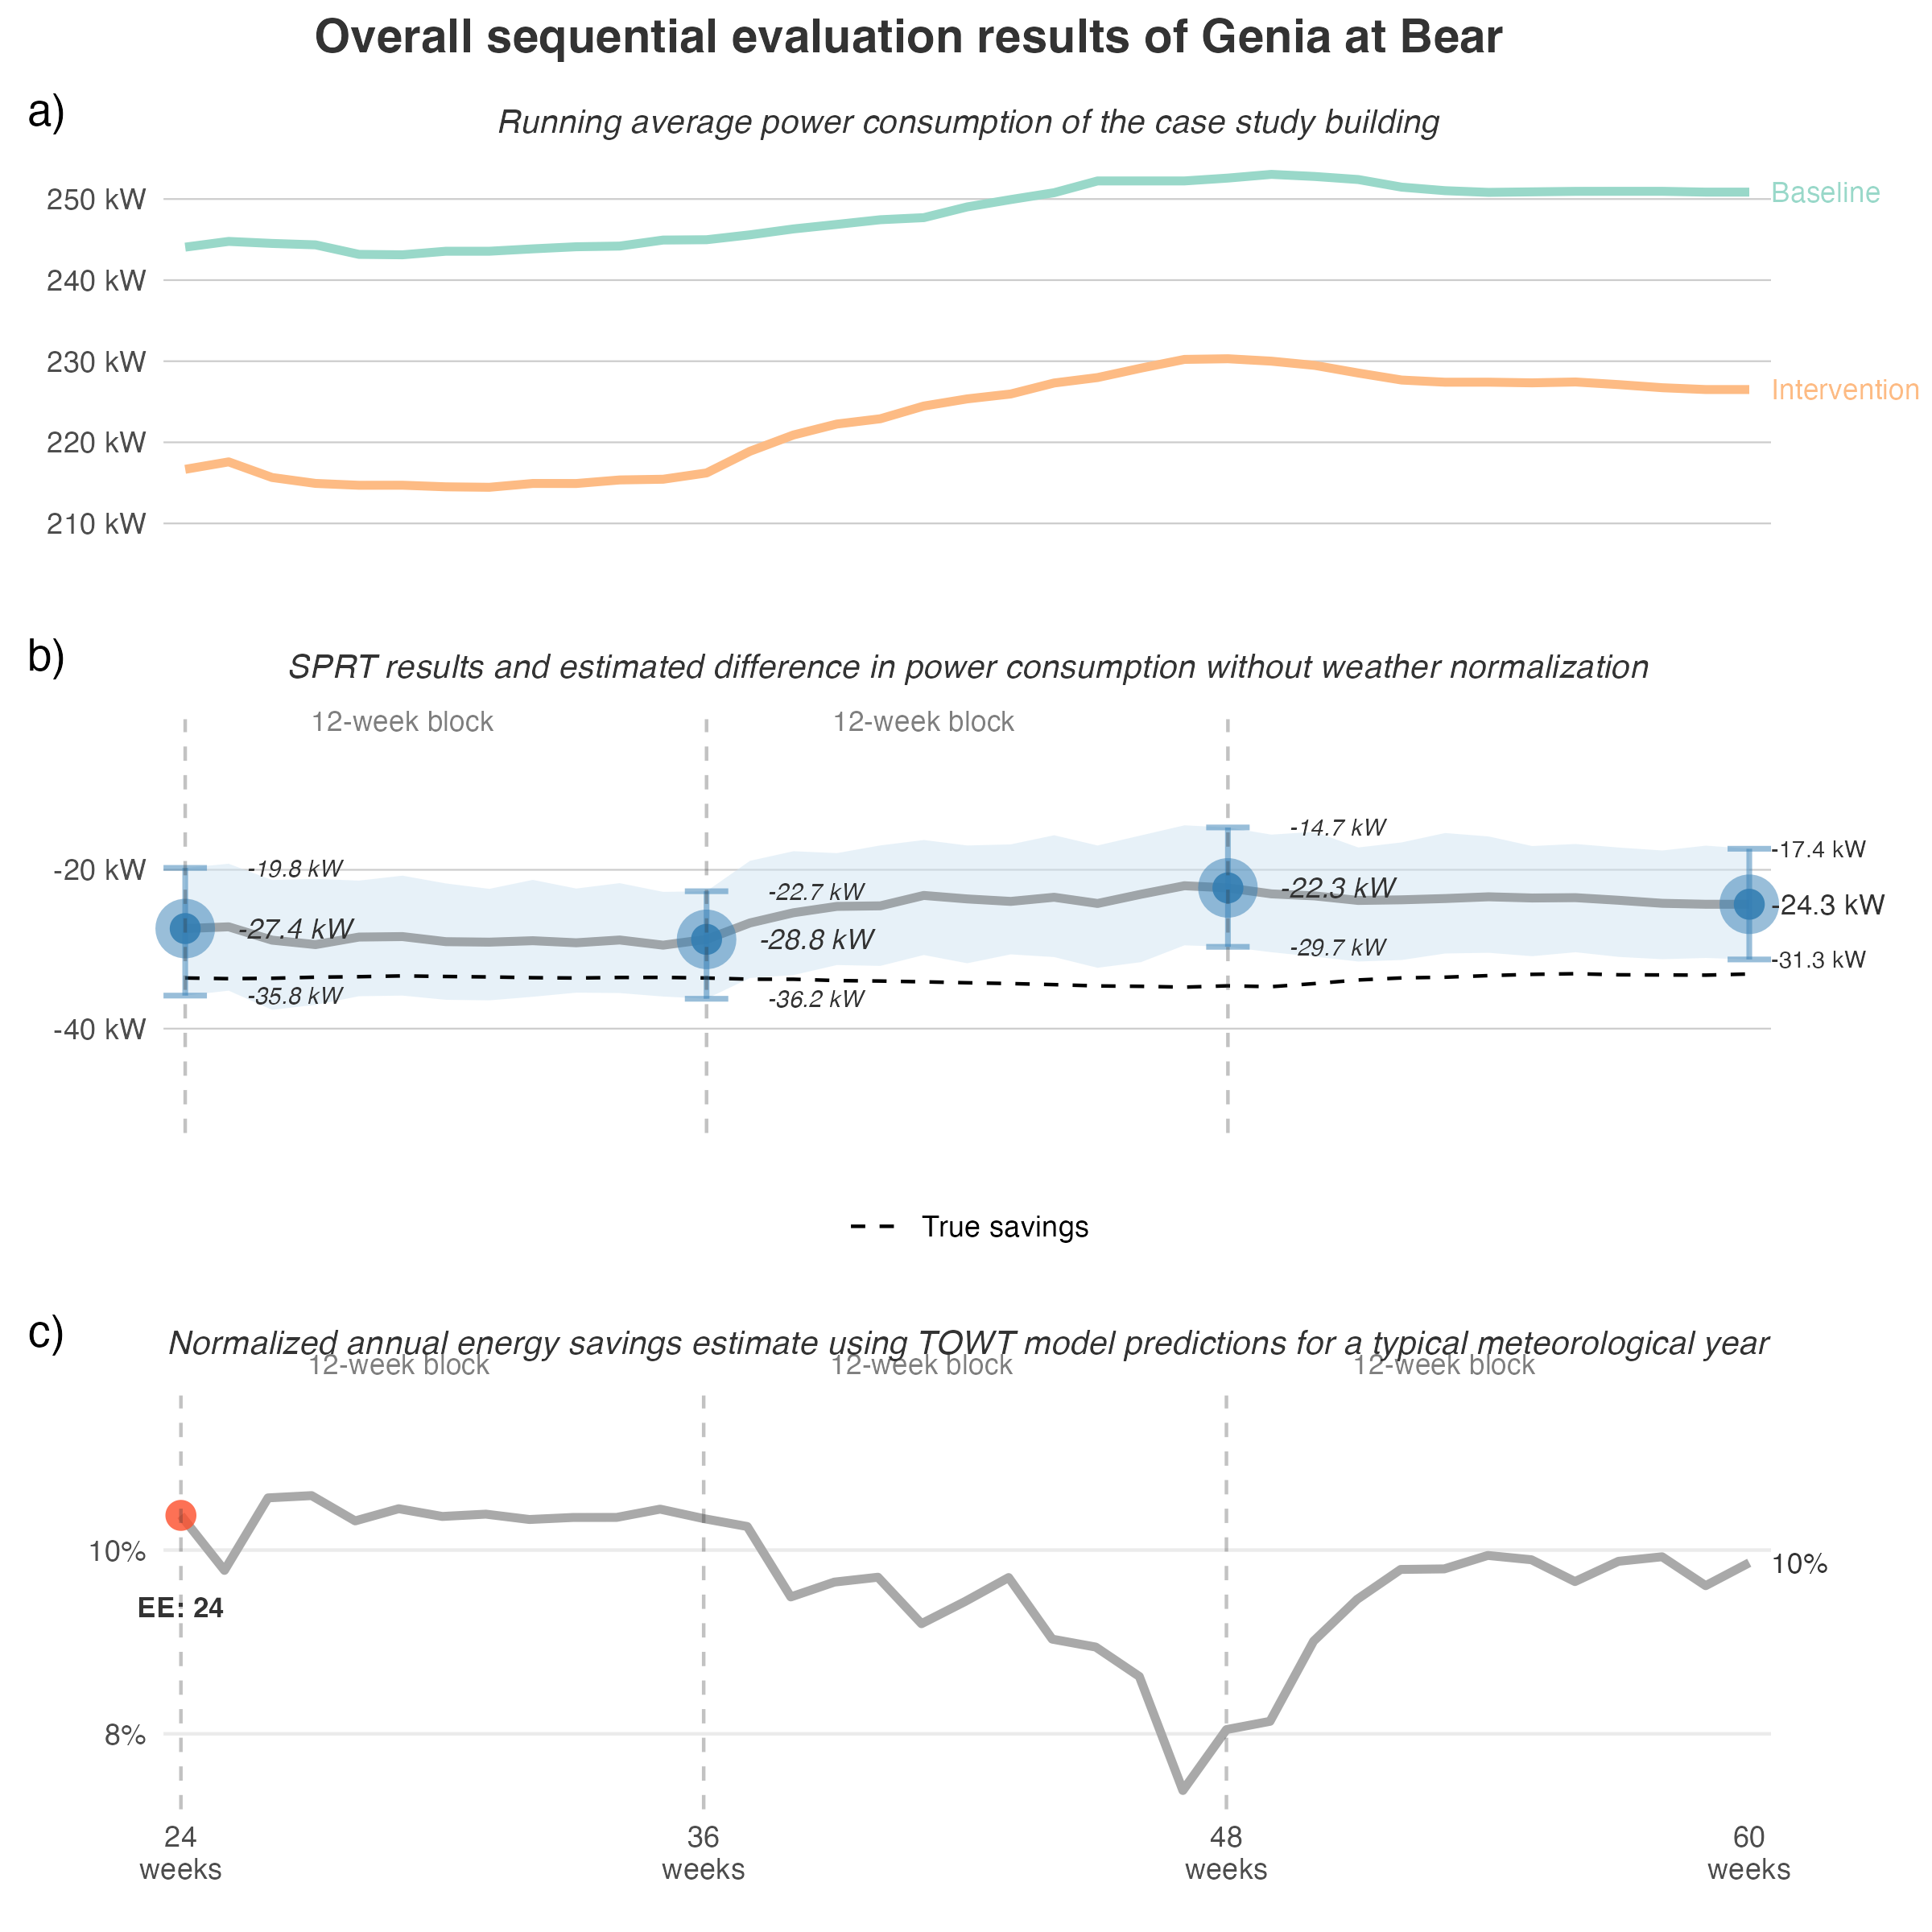 Overall sequential evaluation results of Genia at Bear
a)
Running average power consumption of the case study building
250 kW
Baseline
240 kW
230 kW
Intervention
220 kW
210 kW
b)
SPRT results and estimated difference in power consumption without weather normalization
12-week block
12-week block
-14.7 kW
-17.4 kW
-20 kW
-19.8 kW
-22.7 kW
-22.3 kW
-24.3 kW
-27.4 kW
-28.8 kW
-29.7 kW
-31.3 kW
-35.8 kW
-36.2 kW
-40 kW
True savings
c)
Normalized annual energy savings estimate using TOWT model predictions for a typical meteorological year
12-week block
12-week block
12-week block
10%
10%
EE: 24
8%
24
weeks
36
weeks
48
weeks
60
weeks